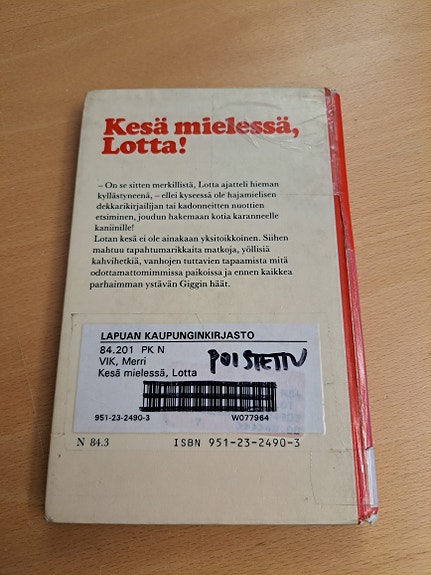 Kesä mielessä,
Lotta!
– On se sitten merkillistä, Lotta ajatteli hieman
kyllästyneenä, – ellei kyseessä ole hajamielisen
dekkarikirjailijan tai kadonneitten nuottien
etsiminen, joudun hakemaan kotia karanneelle
kaniinille!
Lotan kesä ei ole ainakaan yksitoikkoinen. Siihen
mahtuu tapahtumarikkaita matkoja, yöllisiä
kahvihetkiä, vanhojen tuttavien tapaamista mitä
odottamattomimmissa paikoissa ja ennen kaikkea
parhaimman ystävän Giggin häät.
LAPUAN KAUPUNGINKIRJASTO
84.201 PK N
POISTETTU
VIK, Merri
Kesä mielessä, Lotta
951-23-2490-3 W077964
N 84.3 ISBN 951-23-2490-3